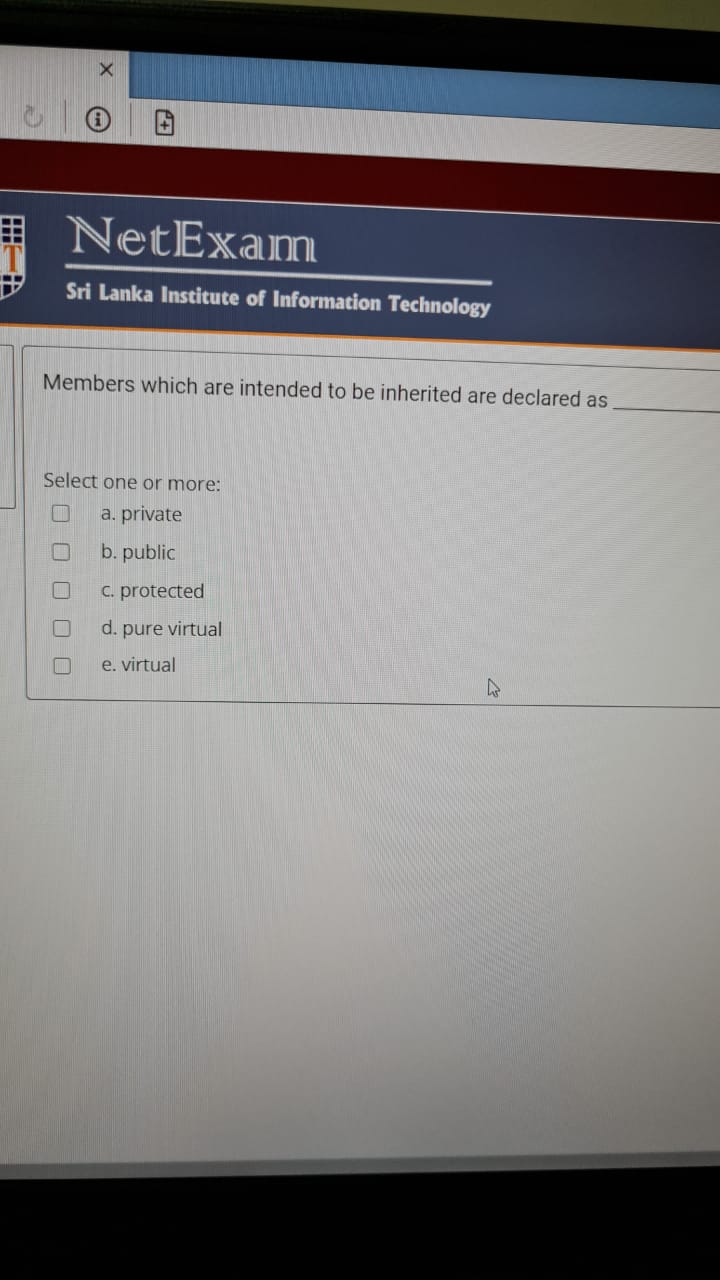 NetExam
Sri Lanka Institute of Information Technology
Members which are intended to be inherited are declared as ________
Select one or more:
a. private
b. public
c. protected
d. pure virtual
e. virtual